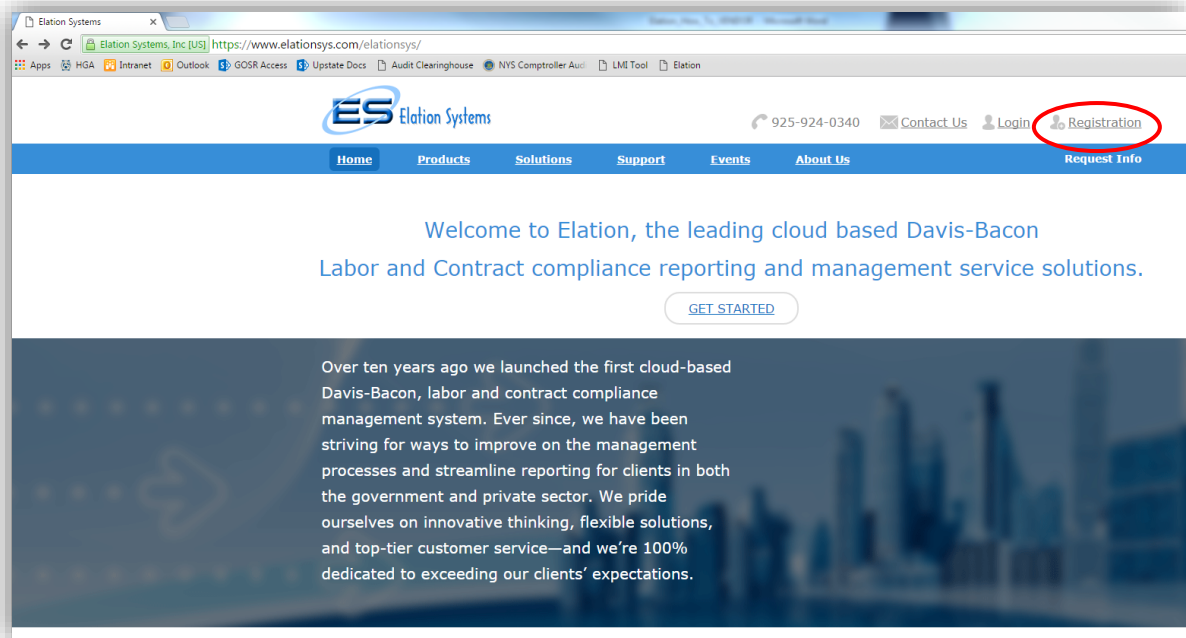 Elation Systems
Elation Systems, Inc [US] https://www.elationsys.com/elationsys/
Apps HGA Intranet Outlook GOSR Access Upstate Docs Audit Clearinghouse NYS Comptroller Aud LMI Tool Elation
ES Elation Systems
925-924-0340 Contact Us Login Registration
Home Products Solutions Support Events About Us Request Info
Welcome to Elation, the leading cloud based Davis-Bacon
Labor and Contract compliance reporting and management service solutions.
GET STARTED
Over ten years ago we launched the first cloud-based
Davis-Bacon, labor and contract compliance
management system. Ever since, we have been
striving for ways to improve on the management
processes and streamline reporting for clients in both
the government and private sector. We pride
ourselves on innovative thinking, flexible solutions,
and top-tier customer service—and we’re 100%
dedicated to exceeding our clients’ expectations.